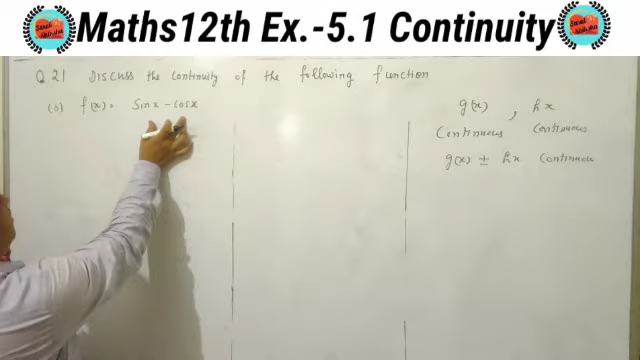 Maths12th Ex.-5.1 Continuity
Q 21 Discuss the continuity of the following function
(b) f(x) = Sinx - cosx
g(x) , hx
Continuous Continuous
g(x) ± hx Continuous